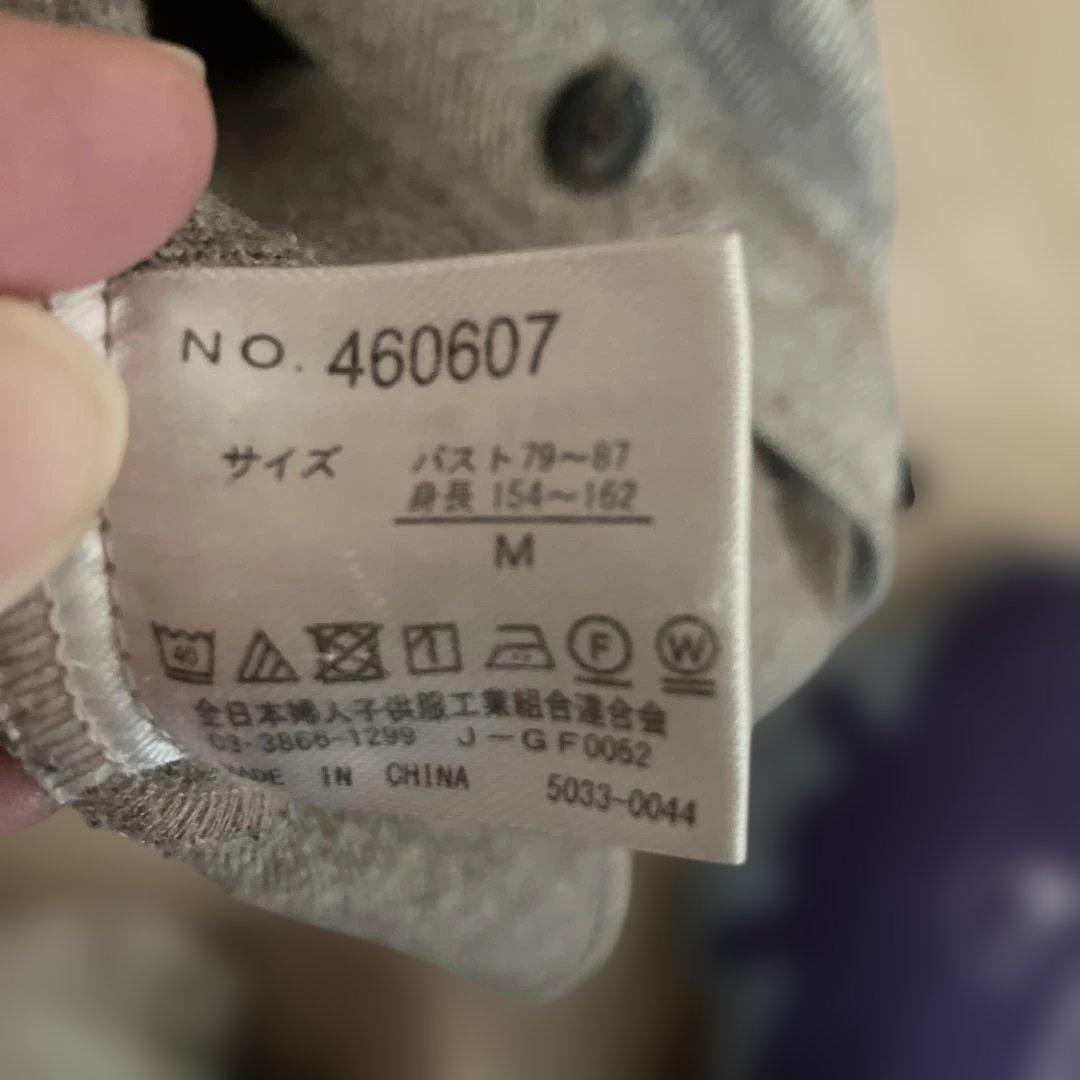 NO. 460607
サイズ
バスト 79〜87
身長 154〜162
M
40
F W
全日本婦人子供服工業組合連合会
03-3866-1299 J-GF0052
MADE IN CHINA 5033-0044